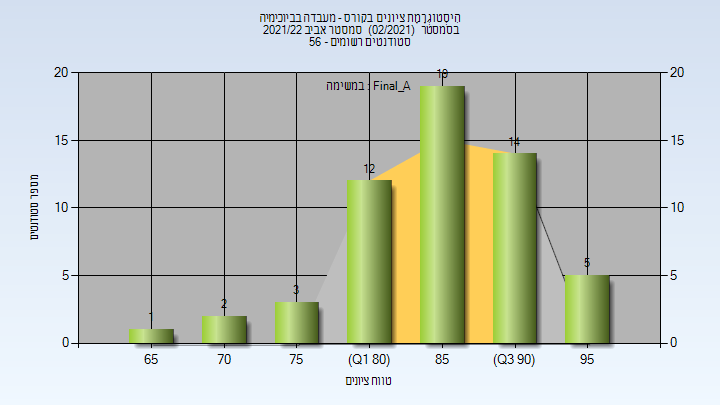 היסטוגרמת ציונים בקורס - מעבדה בביוכימיה
בסמסטר (02/2021) סמסטר אביב 2021/22
סטודנטים רשומים - 56
במשימה : Final_A
20
15
10
5
0
20
15
10
5
0
מספר סטודנטים
1
2
3
12
19
14
5
65
70
75
(Q1 80)
85
(Q3 90)
95
טווח ציונים